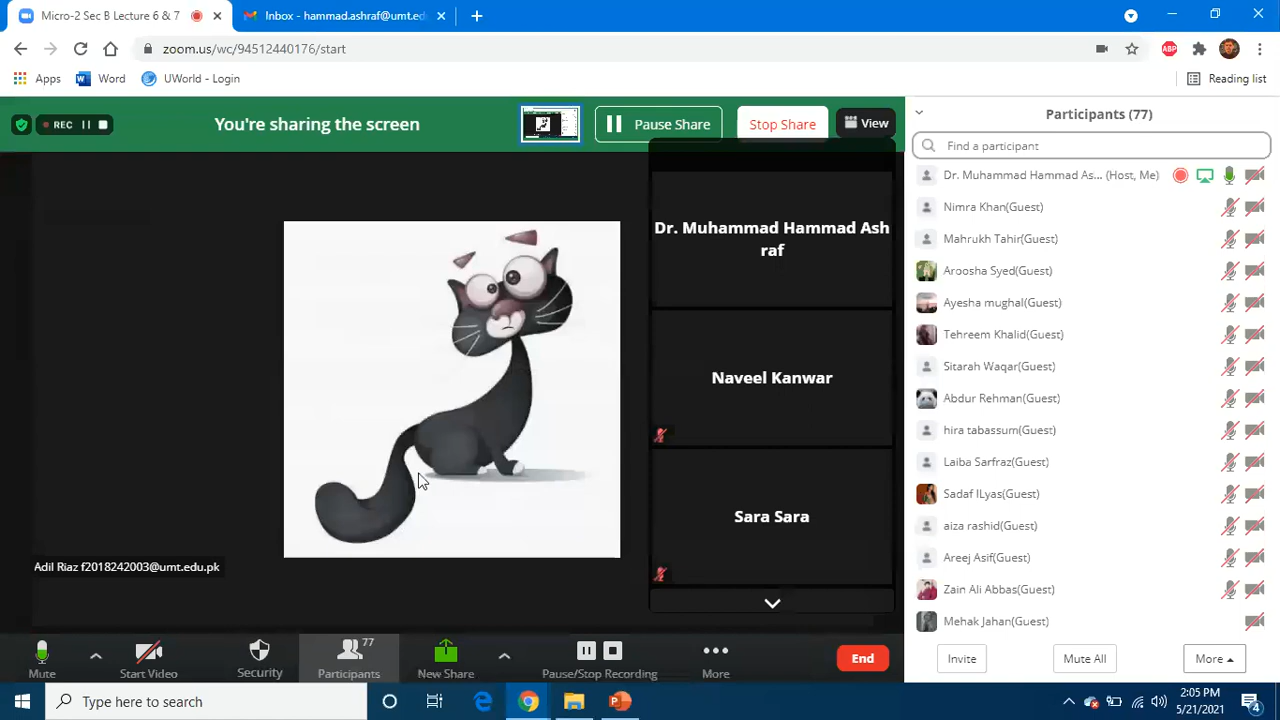 Micro-2 Sec B Lecture 6 & 7
Inbox - hammad.ashraf@umt.ed
zoom.us/wc/94512440176/start
ABP
Apps
Word
UWorld - Login
Reading list
REC
You're sharing the screen
Pause Share
Stop Share
View
Dr. Muhammad Hammad Ash
raf
Naveel Kanwar
Sara Sara
Adil Riaz f2018242003@umt.edu.pk
Participants (77)
Find a participant
Dr. Muhammad Hammad As... (Host, Me)
Nimra Khan(Guest)
Mahrukh Tahir(Guest)
Aroosha Syed(Guest)
Ayesha mughal(Guest)
Tehreem Khalid(Guest)
Sitarah Waqar(Guest)
Abdur Rehman(Guest)
hira tabassum(Guest)
Laiba Sarfraz(Guest)
Sadaf ILyas(Guest)
aiza rashid(Guest)
Areej Asif(Guest)
Zain Ali Abbas(Guest)
Mehak Jahan(Guest)
Mute
Start Video
Security
77
Participants
New Share
Pause/Stop Recording
More
End
Invite
Mute All
More
Type here to search
2:05 PM
5/21/2021
4